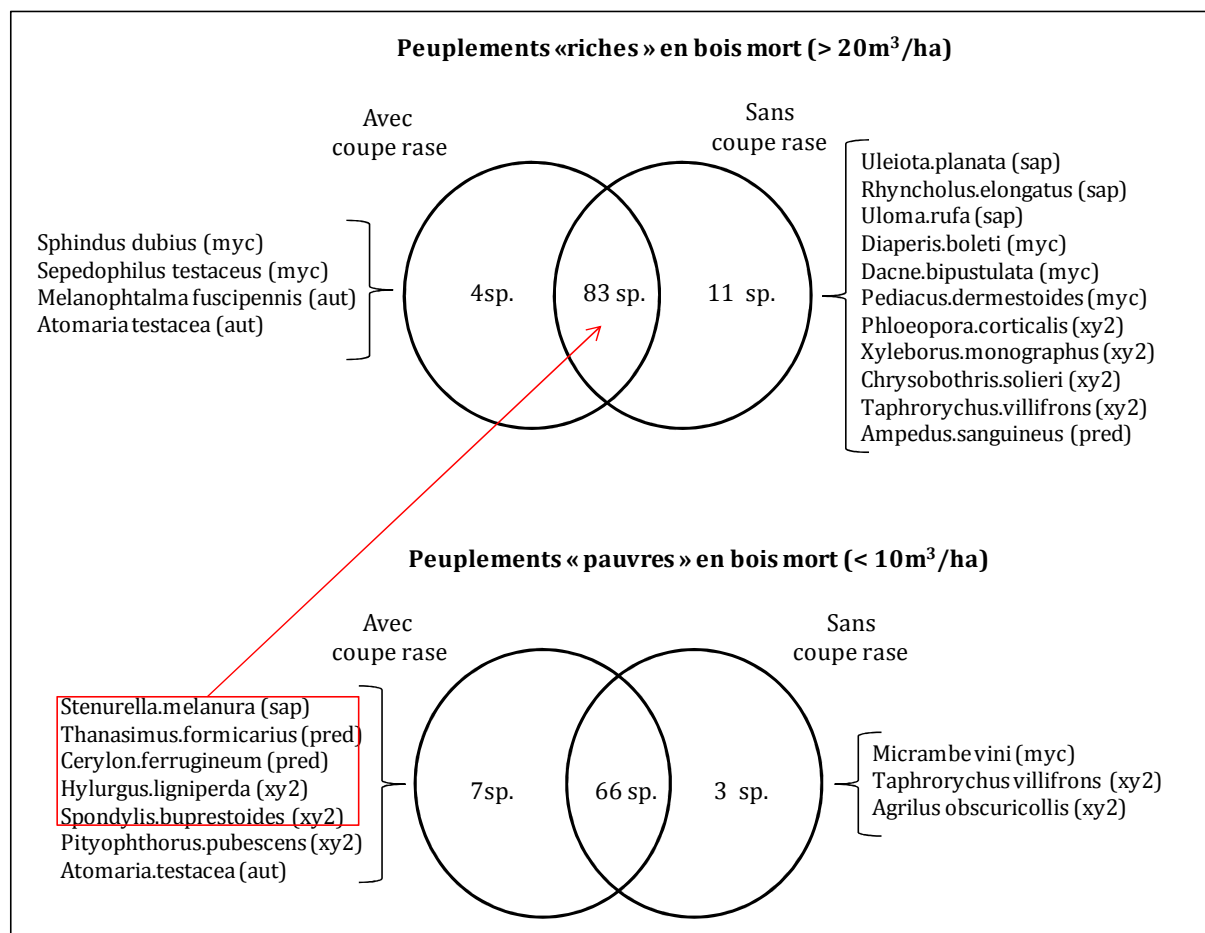 Peuplements «riches » en bois mort (> 20m³/ha)
Avec
coupe rase
Sans
coupe rase
Sphindus dubius (myc)
Sepedophilus testaceus (myc)
Melanophtalma fuscipennis (aut)
Atomaria testacea (aut)
4sp.
83 sp.
11 sp.
Uleiota.planata (sap)
Rhyncholus.elongatus (sap)
Uloma.rufa (sap)
Diaperis.boleti (myc)
Dacne.bipustulata (myc)
Pediacus.dermestoides (myc)
Phloeopora.corticalis (xy2)
Xyleborus.monographus (xy2)
Chrysobothris.solieri (xy2)
Taphrorychus.villifrons (xy2)
Ampedus.sanguineus (pred)
Peuplements « pauvres » en bois mort (< 10m³/ha)
Avec
coupe rase
Sans
coupe rase
Stenurella.melanura (sap)
Thanasimus.formicarius (pred)
Cerylon.ferrugineum (pred)
Hylurgus.ligniperda (xy2)
Spondylis.buprestoides (xy2)
Pityophthorus.pubescens (xy2)
Atomaria.testacea (aut)
7sp.
66 sp.
3 sp.
Micrambe vini (myc)
Taphrorychus villifrons (xy2)
Agrilus obscuricollis (xy2)